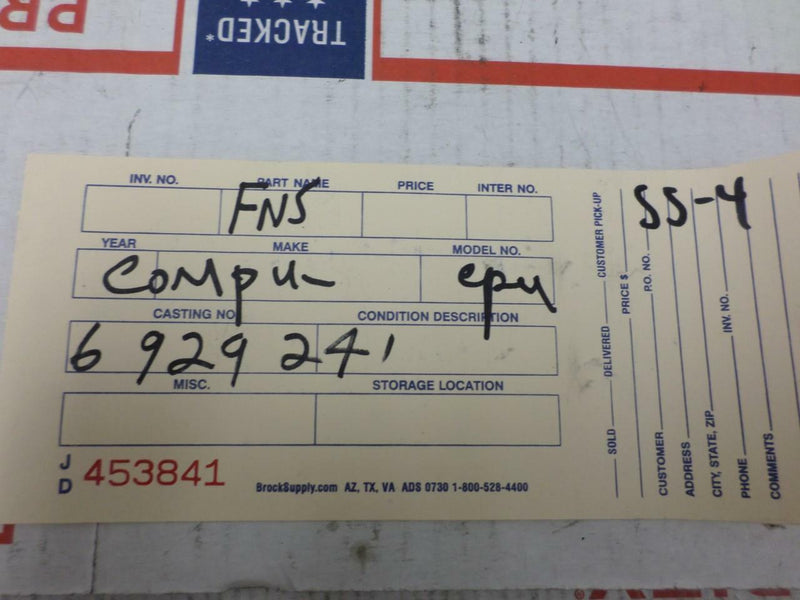 PR
TRACKED*
INV. NO. PART NAME PRICE INTER NO.
FNS
YEAR MAKE MODEL NO.
Compu- cpu
CASTING NO. CONDITION DESCRIPTION
6 929 241
MISC. STORAGE LOCATION
J D 453841
BrockSupply.com AZ, TX, VA ADS 0730 1-800-528-4400
SS-4
SOLD DELIVERED CUSTOMER PICK-UP
PRICE $
CUSTOMER P.O. NO.
ADDRESS
CITY, STATE, ZIP
PHONE INV. NO.
COMMENTS